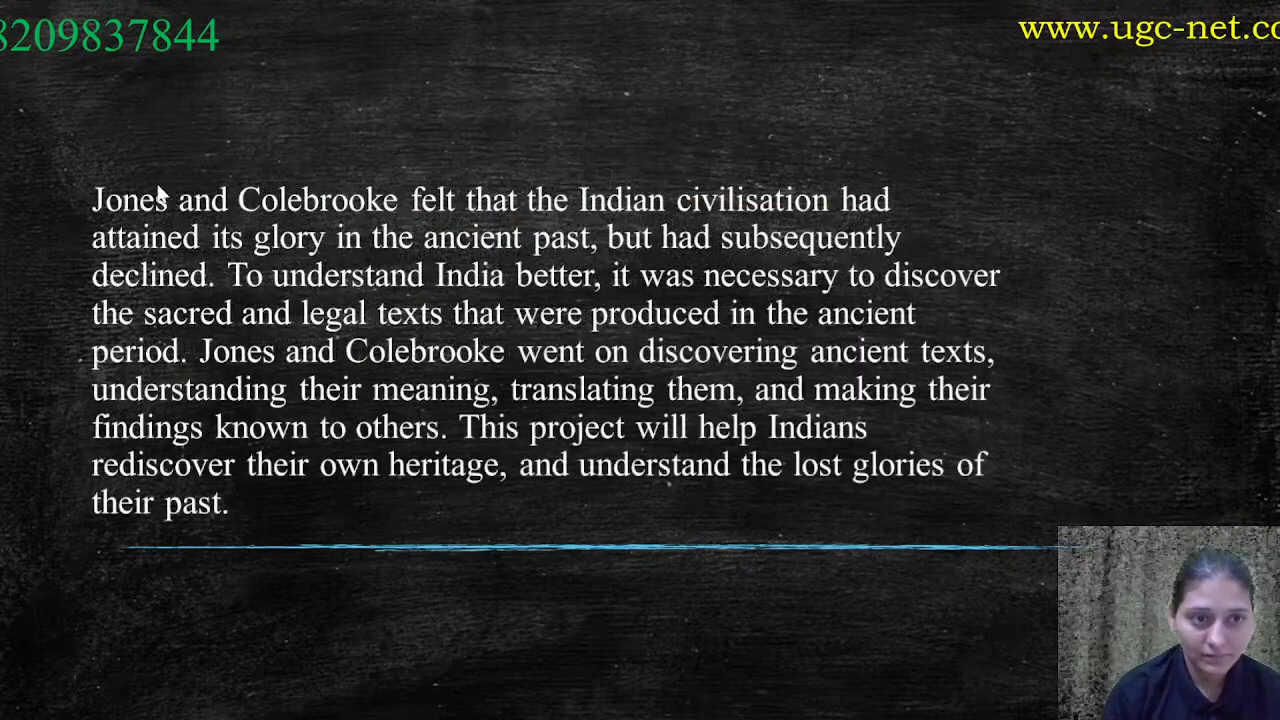 8209837844
www.ugc-net.co
Jones and Colebrooke felt that the Indian civilisation had
attained its glory in the ancient past, but had subsequently
declined. To understand India better, it was necessary to discover
the sacred and legal texts that were produced in the ancient
period. Jones and Colebrooke went on discovering ancient texts,
understanding their meaning, translating them, and making their
findings known to others. This project will help Indians
rediscover their own heritage, and understand the lost glories of
their past.